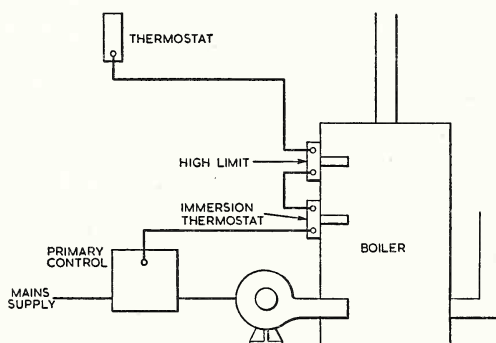 THERMOSTAT
HIGH LIMIT
IMMERSION
THERMOSTAT
BOILER
PRIMARY
CONTROL
MAINS
SUPPLY